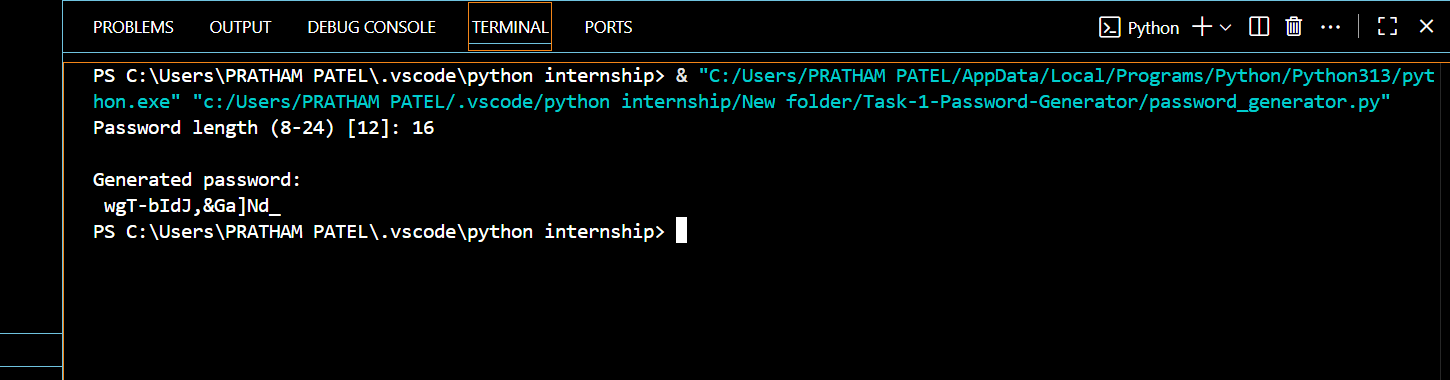 PROBLEMS OUTPUT DEBUG CONSOLE TERMINAL PORTS Python
PS C:\Users\PRATHAM PATEL\.vscode\python internship> & "C:/Users/PRATHAM PATEL/AppData/Local/Programs/Python/Python313/pyt
hon.exe" "c:/Users/PRATHAM PATEL/.vscode/python internship/New folder/Task-1-Password-Generator/password_generator.py"
Password length (8-24) [12]: 16
Generated password:
wgT-bIdJ,&Ga]Nd_
PS C:\Users\PRATHAM PATEL\.vscode\python internship>